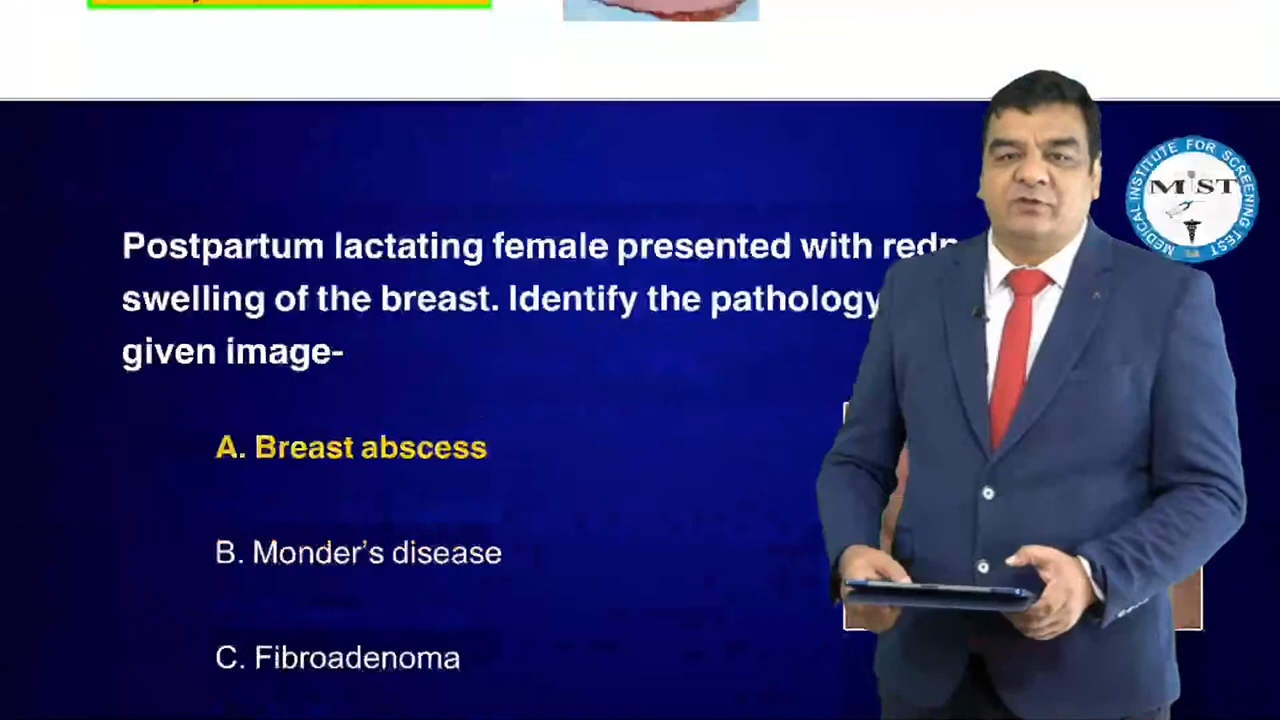 Postpartum lactating female presented with
swelling of the breast. Identify the pathology
given image-
A. Breast abscess
B. Monder's disease
C. Fibroadenoma
MEDICAL INSTITUTE FOR SCREENING TEST
MIST